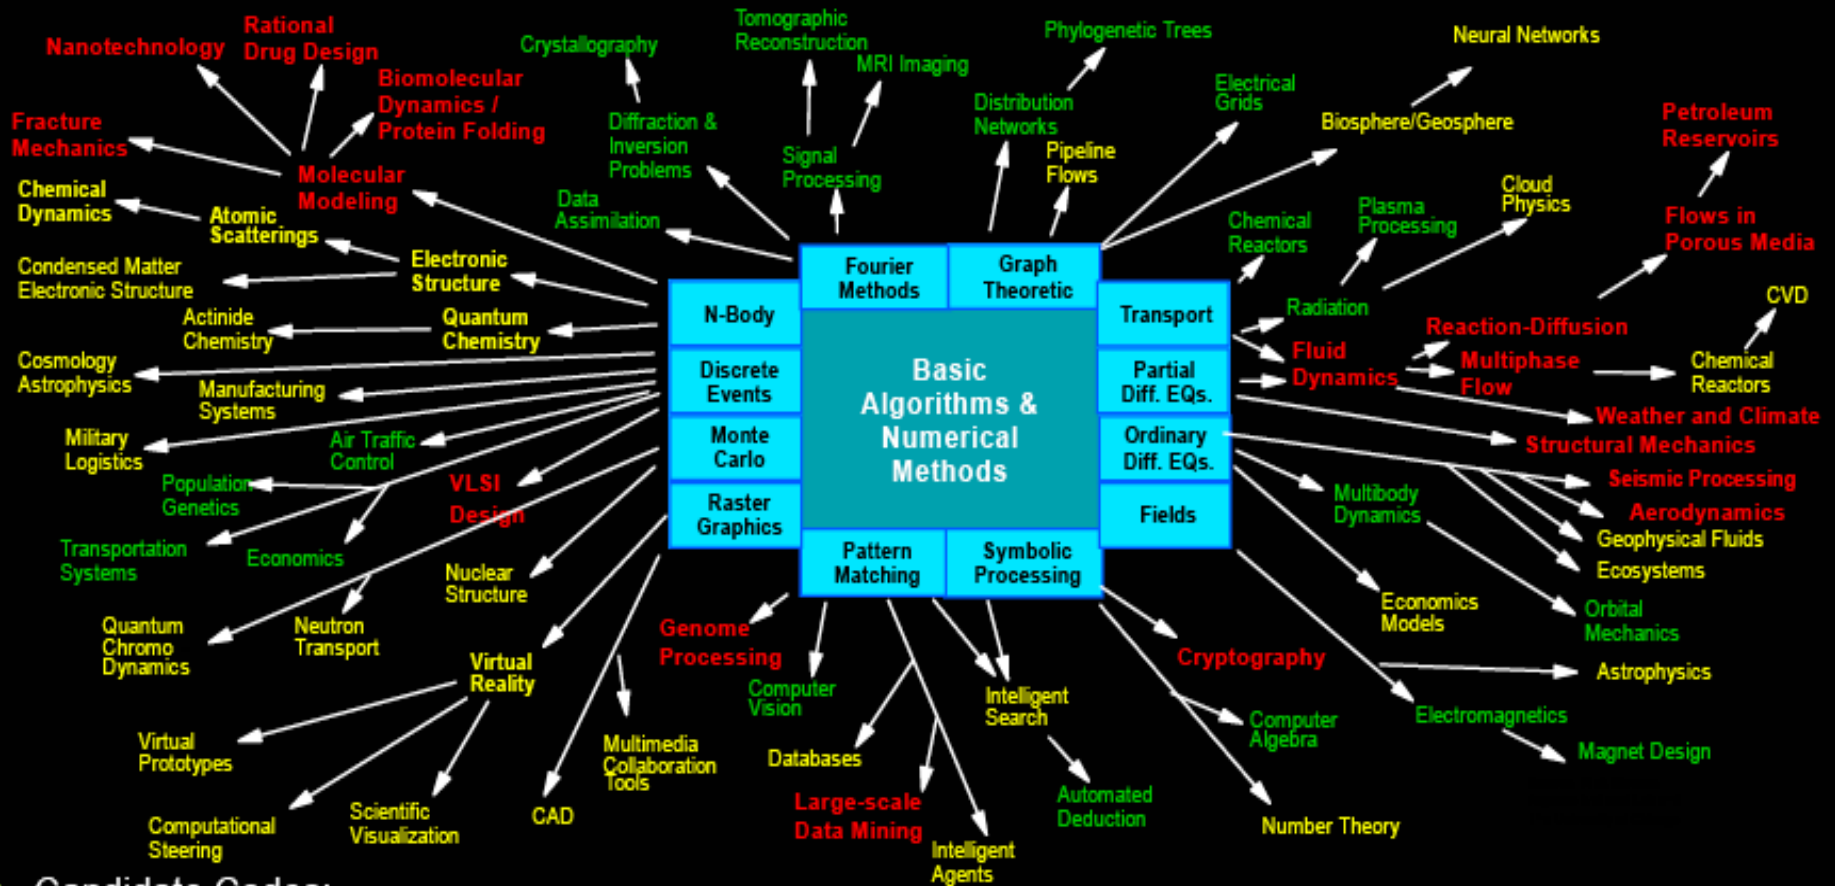 Nanotechnology
Rational
Drug Design
Biomolecular
Dynamics /
Protein Folding
Fracture
Mechanics
Molecular
Modeling
Chemical
Dynamics
Atomic
Scatterings
Condensed Matter
Electronic Structure
Electronic
Structure
Actinide
Chemistry
Quantum
Chemistry
Cosmology
Astrophysics
Manufacturing
Systems
Military
Logistics
Air Traffic
Control
Population
Genetics
VLSI
Design
Transportation
Systems
Economics
Nuclear
Structure
Quantum
Chromo
Dynamics
Neutron
Transport
Virtual
Reality
Virtual
Prototypes
Computational
Steering
Scientific
Visualization
CAD
Multimedia
Collaboration
Tools
Crystallography
Tomographic
Reconstruction
MRI Imaging
Diffraction &
Inversion
Problems
Signal
Processing
Data
Assimilation
Phylogenetic Trees
Distribution
Networks
Pipeline
Flows
Electrical
Grids
Neural Networks
Biosphere/Geosphere
Petroleum
Reservoirs
Cloud
Physics
Plasma
Processing
Chemical
Reactors
Flows in
Porous Media
Radiation
CVD
Reaction-Diffusion
Fluid
Dynamics
Multiphase
Flow
Chemical
Reactors
Weather and Climate
Structural Mechanics
Seismic Processing
Aerodynamics
Geophysical Fluids
Ecosystems
Multibody
Dynamics
Economics
Models
Orbital
Mechanics
Astrophysics
Electromagnetics
Magnet Design
Fourier
Methods
Graph
Theoretic
N-Body
Discrete
Events
Monte
Carlo
Raster
Graphics
Transport
Partial
Diff. EQs.
Ordinary
Diff. EQs.
Fields
Basic
Algorithms &
Numerical
Methods
Pattern
Matching
Symbolic
Processing
Genome
Processing
Computer
Vision
Databases
Large-scale
Data Mining
Intelligent
Agents
Intelligent
Search
Automated
Deduction
Cryptography
Computer
Algebra
Number Theory
Candidate Codes: